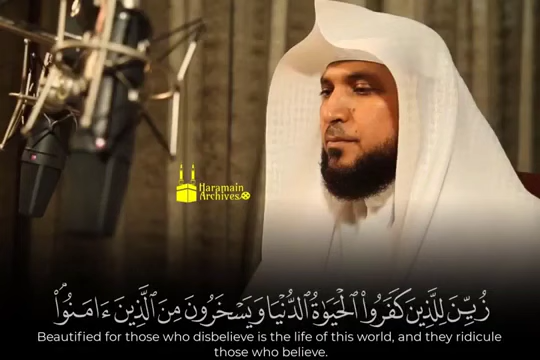 Haramain
Archives
زُيِّنَ لِلَّذِينَ كَفَرُوا۟ ٱلْحَيَوٰةُ ٱلدُّنْيَا وَيَسْخَرُونَ مِنَ ٱلَّذِينَ ءَامَنُوا۟ ۘ
Beautified for those who disbelieve is the life of this world, and they ridicule
those who believe.